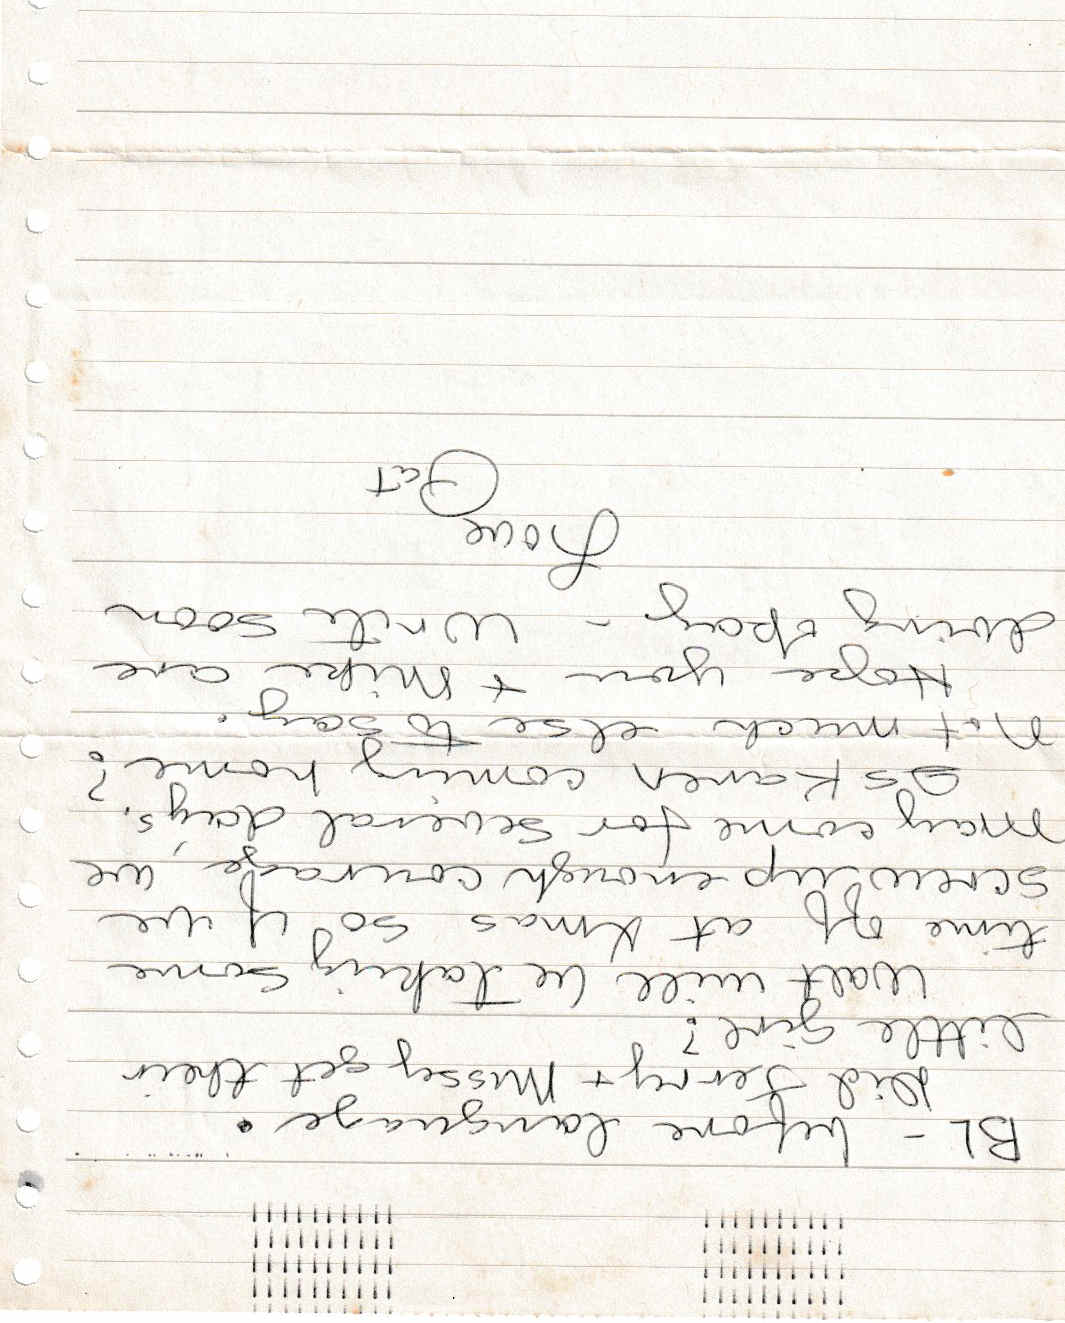 BL - before language.
Did Jerry + Missy get their
little girl?
Walt will be taking some
time off at Xmas so if we
screw up enough courage, we
may come for several days.
Is Karen coming home?
Not much else to say.
Hope you + Mike are
doing okay - Write soon
Love
Pat